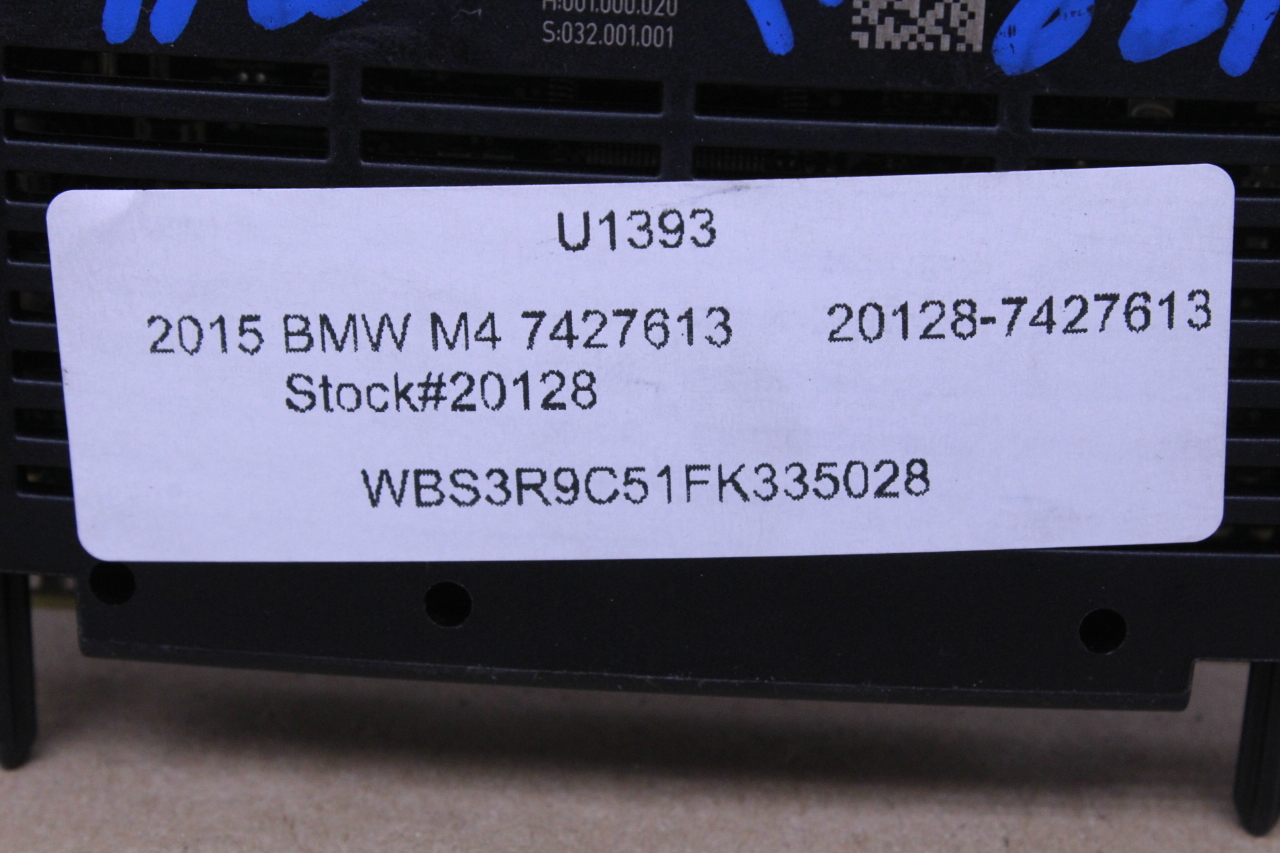 H:001.000.020
S:032.001.001
U1393
2015 BMW M4 7427613 20128-7427613
Stock#20128
WBS3R9C51FK335028